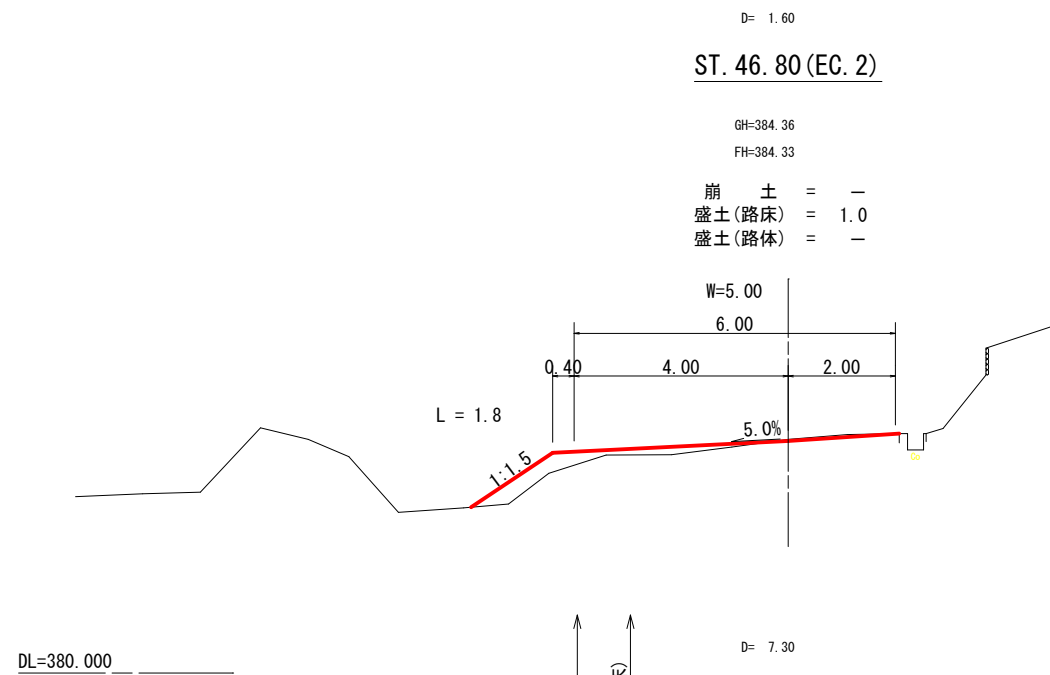 D= 1.60
ST.46.80(EC.2)
GH=384.36
FH=384.33
崩 土 = －
盛土(路床) = 1.0
盛土(路体) = －
W=5.00
6.00
0.40 4.00 2.00
L = 1.8
5.0%
1:1.5
D= 7.30
DL=380.000